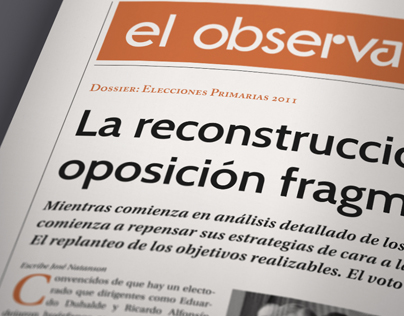 el observa
Dossier: Elecciones Primarias 2011
La reconstrucció
oposición fragm
Mientras comienza en análisis detallado de los
comienza a repensar sus estrategias de cara a la
El replanteo de los objetivos realizables. El voto
Escribe José Natanson
Convencidos de que hay un electo-
rado que dirigentes como Eduar-
do Duhalde y Ricardo Alfonsín